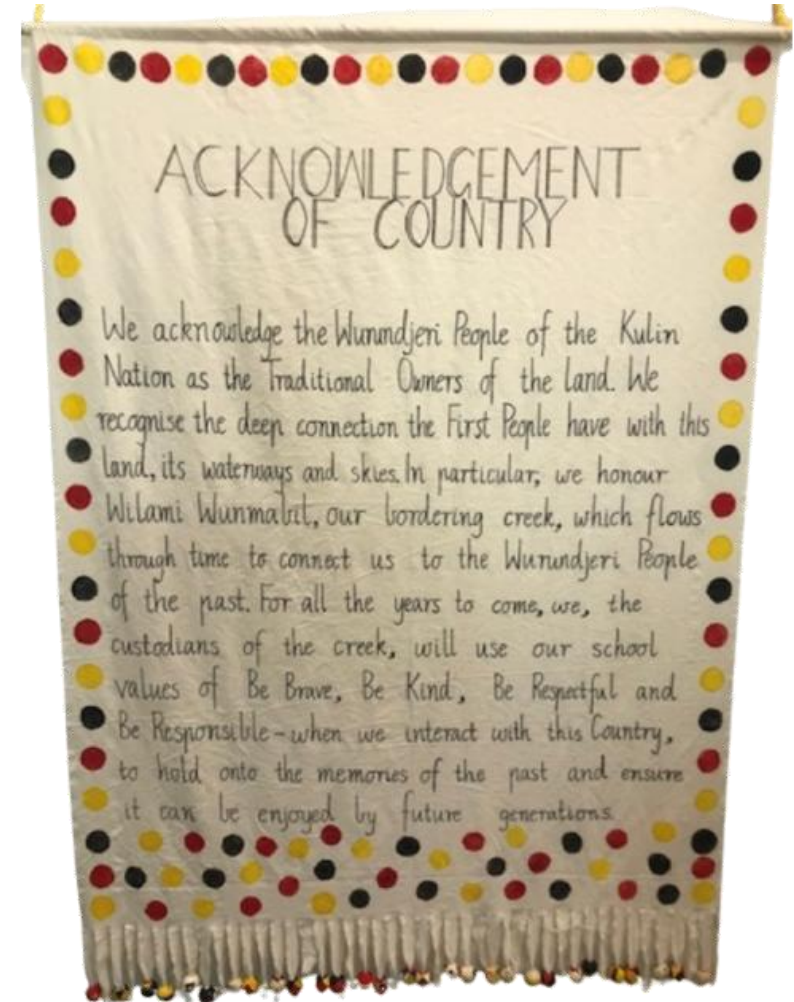 ACKNOWLEDGEMENT
OF COUNTRY
We acknowledge the Wurundjeri People of the Kulin
Nation as the Traditional Owners of the land. We
recognise the deep connection the First People have with this
land, its waterways and skies. In particular, we honour
Wilami Wunmabil, our bordering creek, which flows
through time to connect us to the Wurundjeri People
of the past. For all the years to come, we, the
custodians of the creek, will use our school
values of Be Brave, Be Kind, Be Respectful and
Be Responsible - when we interact with this Country,
to hold onto the memories of the past and ensure
it can be enjoyed by future generations.